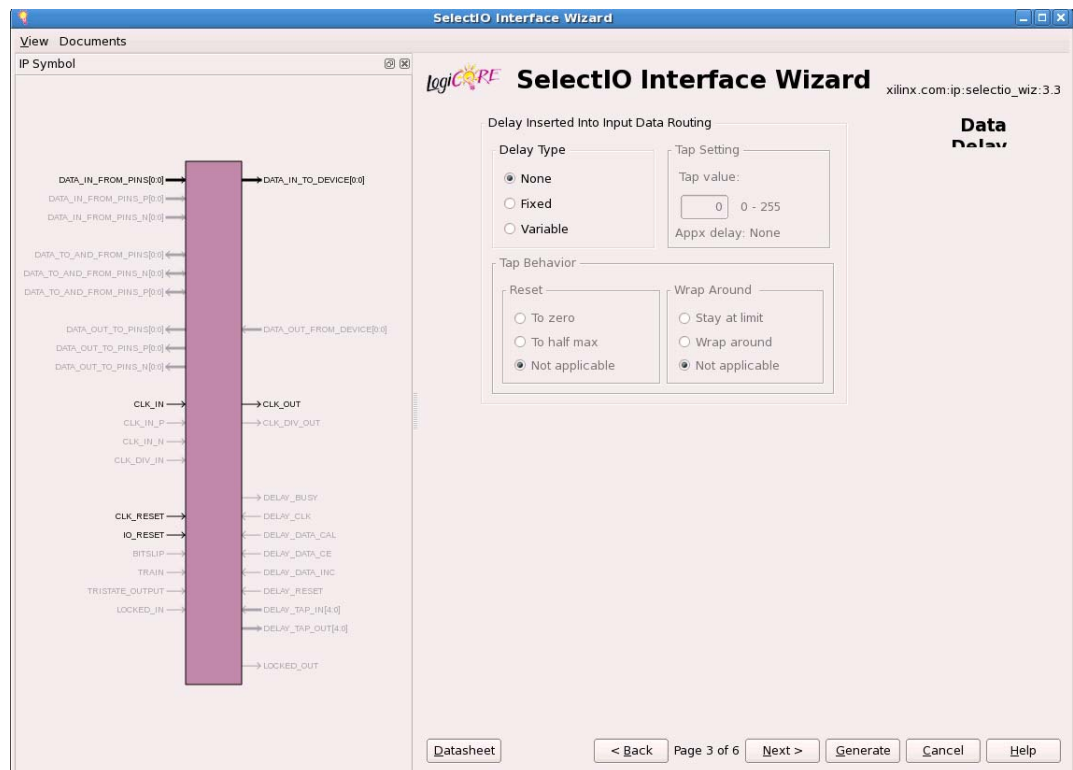 SelectIO Interface Wizard
View Documents
IP Symbol
DATA_IN_FROM_PINS[0:0]
DATA_IN_FROM_PINS_P[0:0]
DATA_IN_FROM_PINS_N[0:0]
DATA_TO_AND_FROM_PINS[0:0]
DATA_TO_AND_FROM_PINS_N[0:0]
DATA_TO_AND_FROM_PINS_P[0:0]
DATA_OUT_TO_PINS[0:0]
DATA_OUT_TO_PINS_P[0:0]
DATA_OUT_TO_PINS_N[0:0]
CLK_IN
CLK_IN_P
CLK_IN_N
CLK_DIV_IN
CLK_RESET
IO_RESET
BITSLIP
TRAIN
TRISTATE_OUTPUT
LOCKED_IN
DATA_IN_TO_DEVICE[0:0]
DATA_OUT_FROM_DEVICE[0:0]
CLK_OUT
CLK_DIV_OUT
DELAY_BUSY
DELAY_CLK
DELAY_DATA_CAL
DELAY_DATA_CE
DELAY_DATA_INC
DELAY_RESET
DELAY_TAP_IN[4:0]
DELAY_TAP_OUT[4:0]
LOCKED_OUT
LogiCORE SelectIO Interface Wizard xilinx.com:ip:selectio_wiz:3.3
Data
Delay
Delay Inserted Into Input Data Routing
Delay Type
None
Fixed
Variable
Tap Setting
Tap value:
0 0 - 255
Appx delay: None
Tap Behavior
Reset
To zero
To half max
Not applicable
Wrap Around
Stay at limit
Wrap around
Not applicable
Datasheet < Back Page 3 of 6 Next > Generate Cancel Help